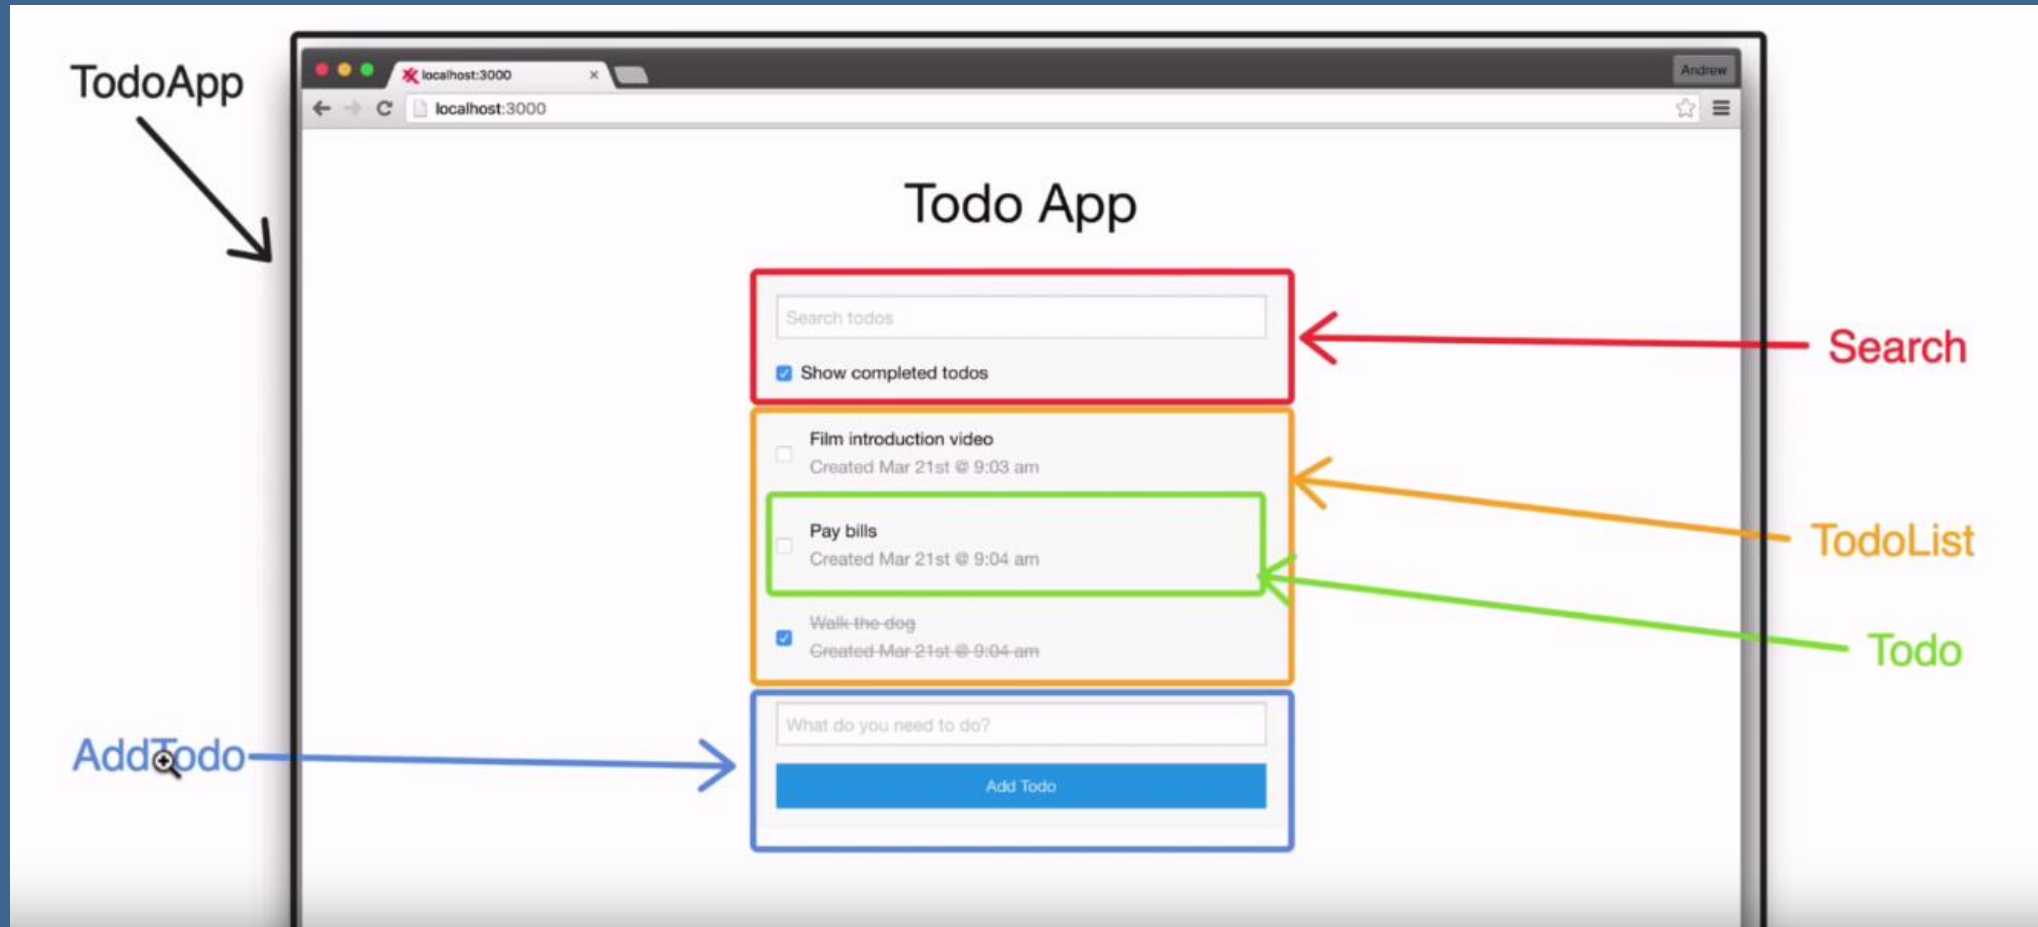 TodoApp
localhost:3000
Andrew
localhost:3000
Todo App
Search todos
Show completed todos
Search
Film introduction video
Created Mar 21st @ 9:03 am
Pay bills
Created Mar 21st @ 9:04 am
TodoList
Walk the dog
Created Mar 21st @ 9:04 am
Todo
What do you need to do?
AddTodo
Add Todo